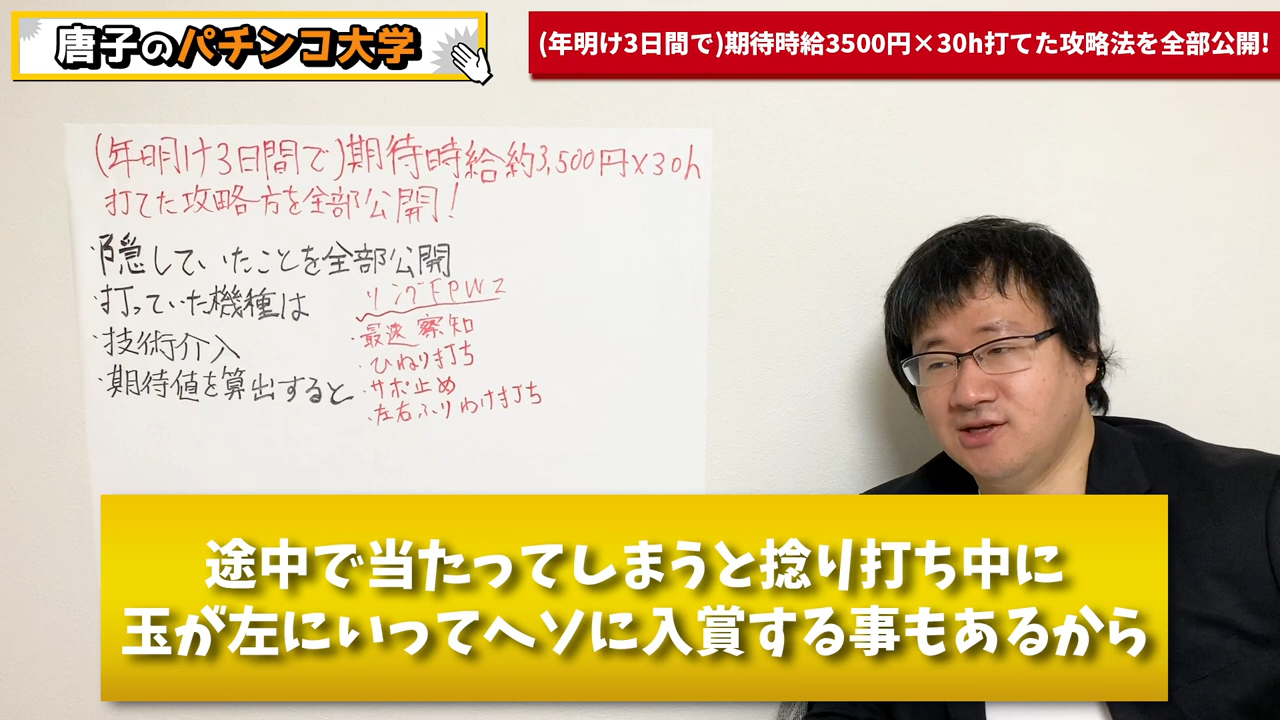 唐子のパチンコ大学
(年明け3日間で)期待時給3500円×30h打てた攻略法を全部公開!
(年明け3日間で)期待時給約3,500円×30h
打てた攻略方を全部公開!
・隠していたことを全部公開
・打っていた機種は
リングFPWZ
・技術介入
・最速察知
・ひねり打ち
・期待値を算出すると
・サポ止め
・左右ふりわけ打ち
途中で当たってしまうと捻り打ち中に
玉が左にいってヘソに入賞する事もあるから